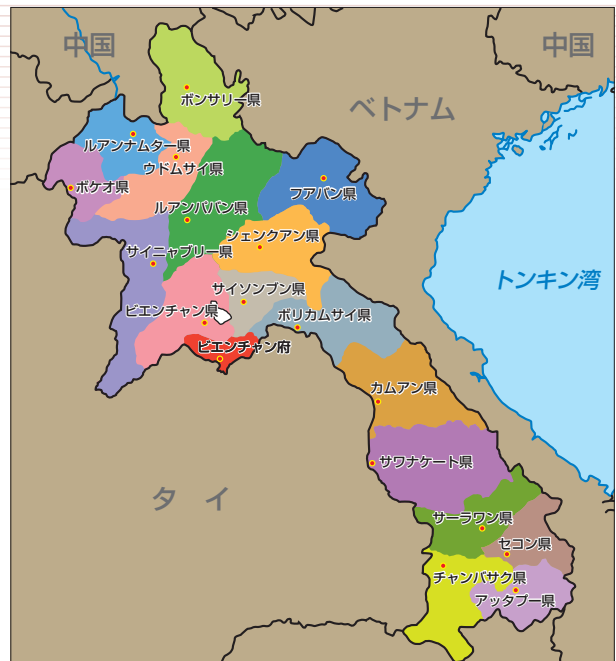 中国
中国
ポンサリー県
ベトナム
ルアンナムター県
ウドムサイ県
ボケオ県
フアパン県
ルアンパバン県
シェンクアン県
サイニャブリー県
トンキン湾
サイソンブン県
ビエンチャン県
ボリカムサイ県
ビエンチャン府
カムアン県
サワナケート県
タイ
サーラワン県
セコン県
チャンパサク県
アッタプー県